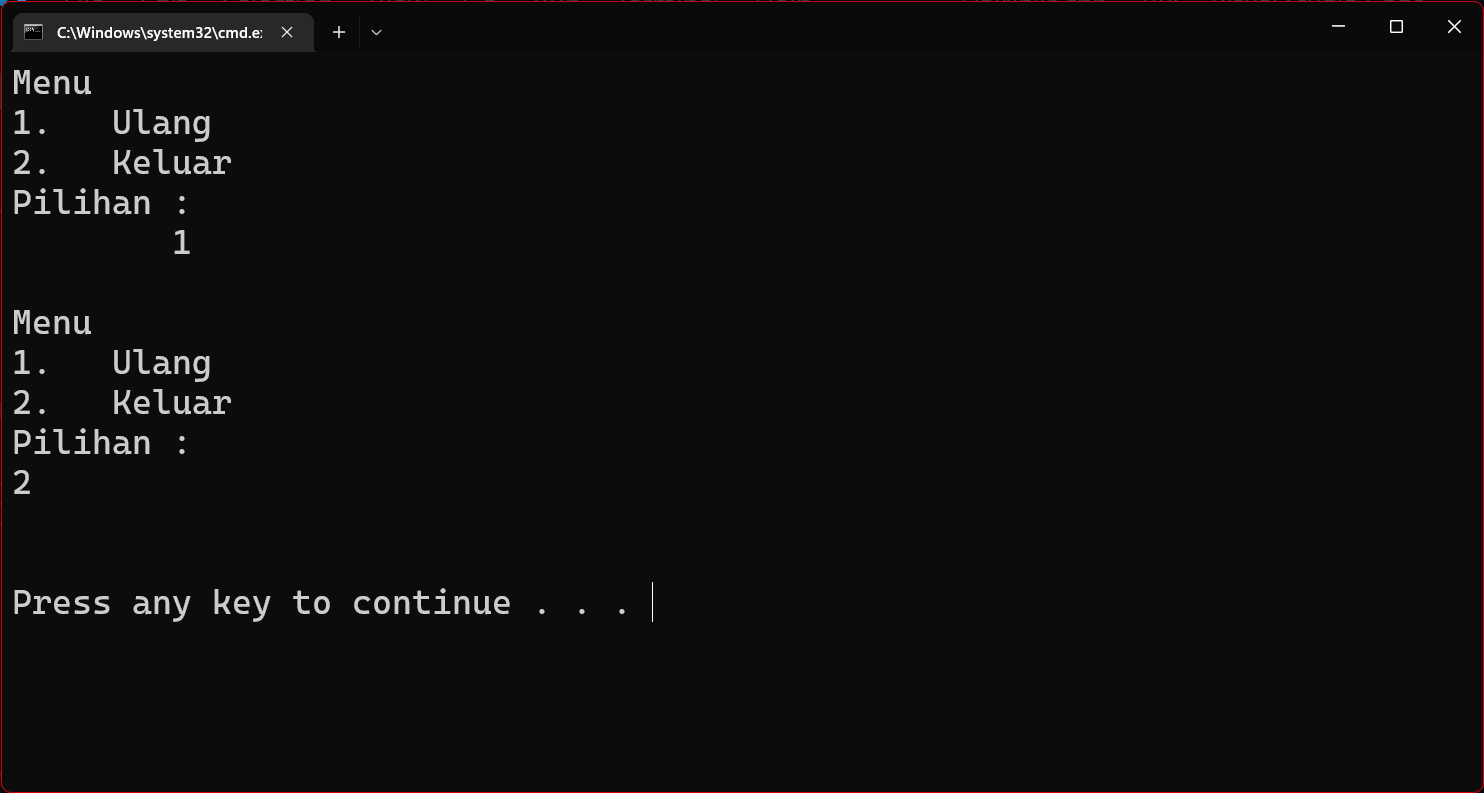 C:\Windows\system32\cmd.e
Menu
1.   Ulang
2.   Keluar
Pilihan :
1
Menu
1.   Ulang
2.   Keluar
Pilihan :
2
Press any key to continue . . .